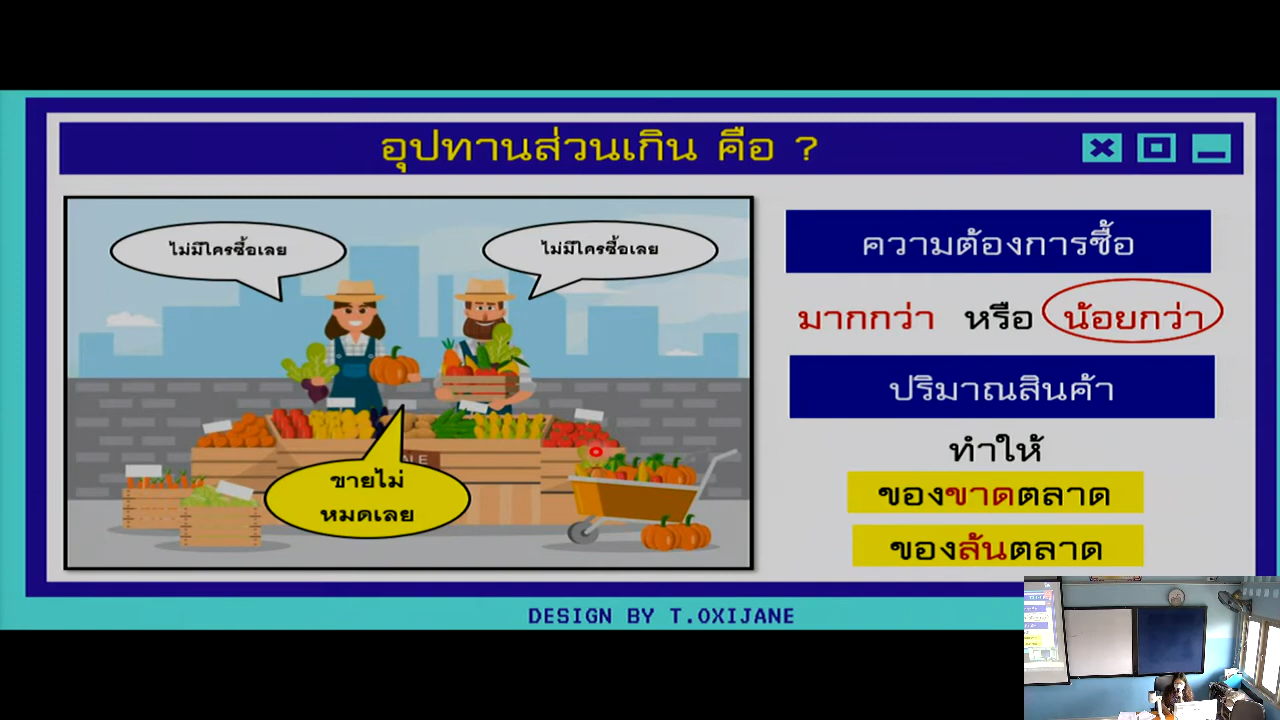 อุปทานส่วนเกิน คือ ?
ไม่มีใครซื้อเลย
ไม่มีใครซื้อเลย
ขายไม่
หมดเลย
ความต้องการซื้อ
มากกว่า หรือ น้อยกว่า
ปริมาณสินค้า
ทำให้
ของขาดตลาด
ของล้นตลาด
DESIGN BY T.OXIJANE